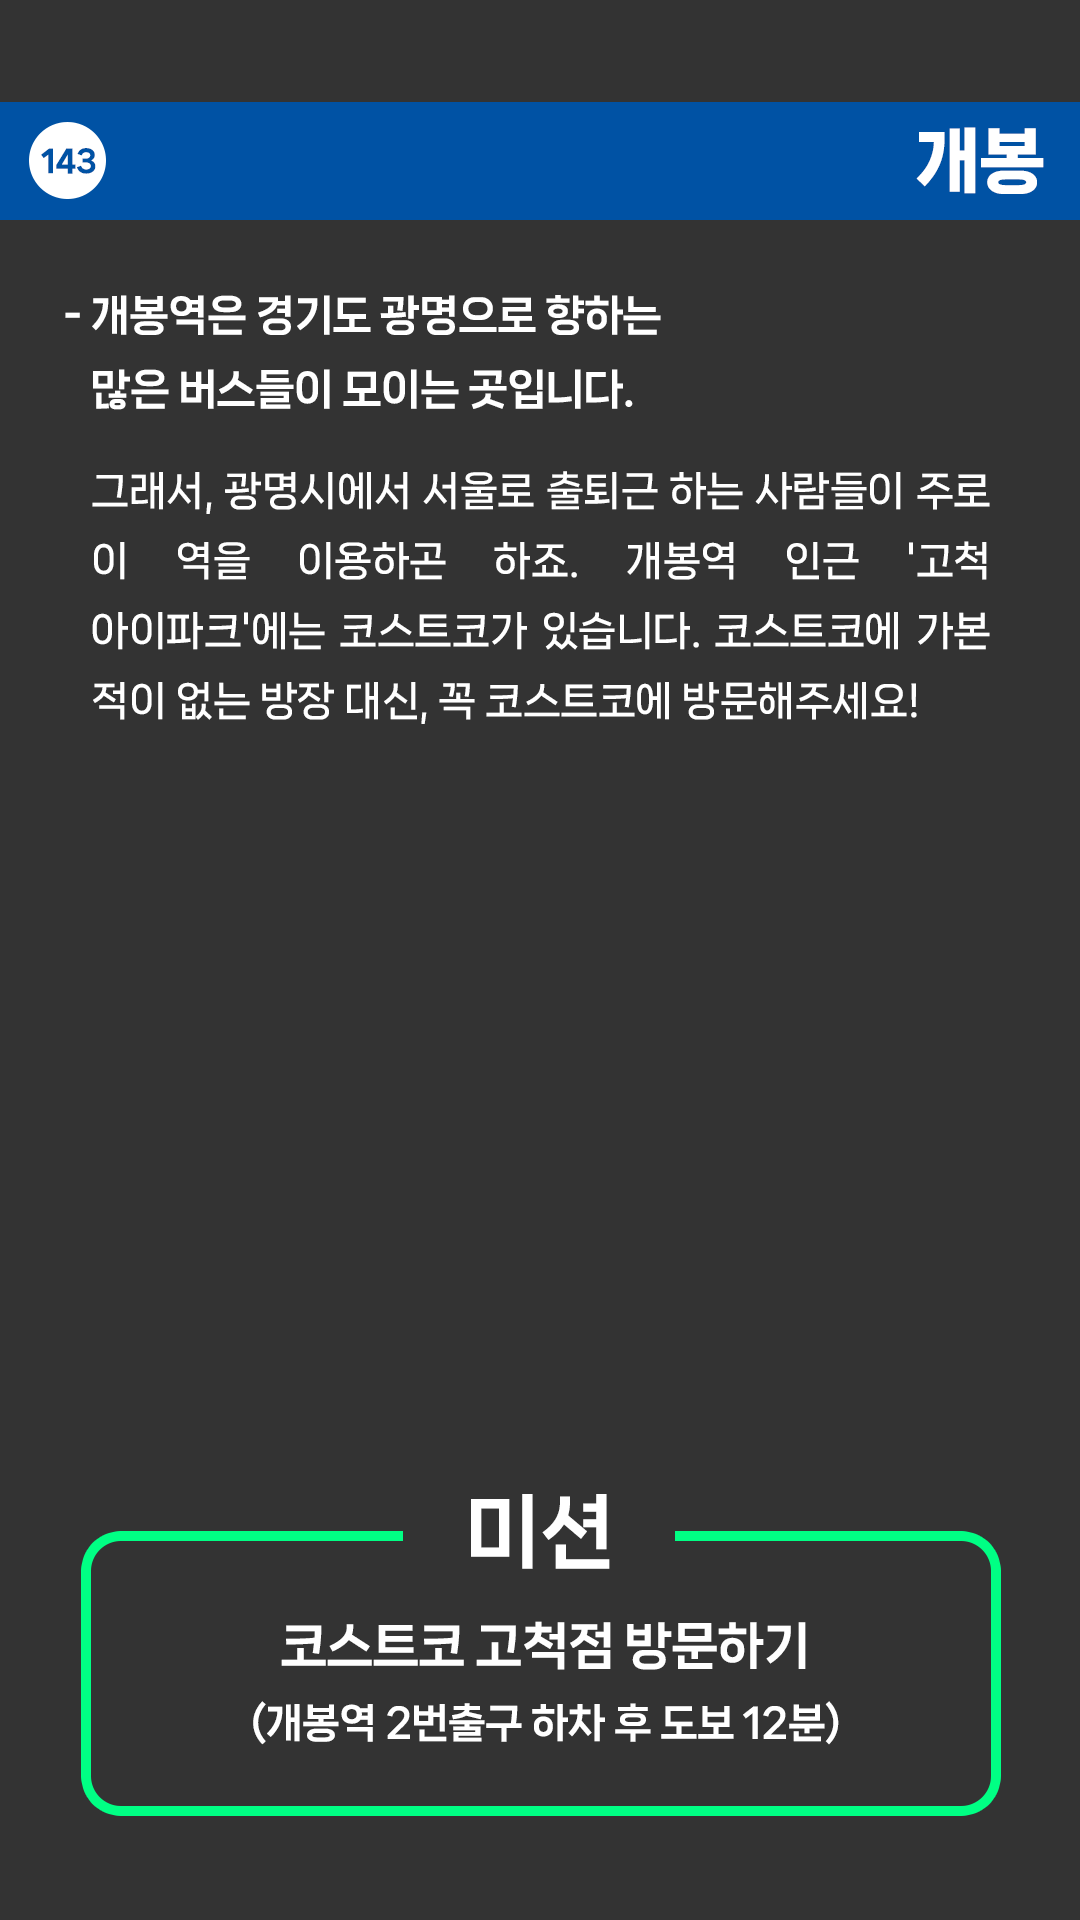 143
개봉
- 개봉역은 경기도 광명으로 향하는
많은 버스들이 모이는 곳입니다.
그래서, 광명시에서 서울로 출퇴근 하는 사람들이 주로
이 역을 이용하곤 하죠. 개봉역 인근 '고척
아이파크'에는 코스트코가 있습니다. 코스트코에 가본
적이 없는 방장 대신, 꼭 코스트코에 방문해주세요!
미션
코스트코 고척점 방문하기
(개봉역 2번출구 하차 후 도보 12분)